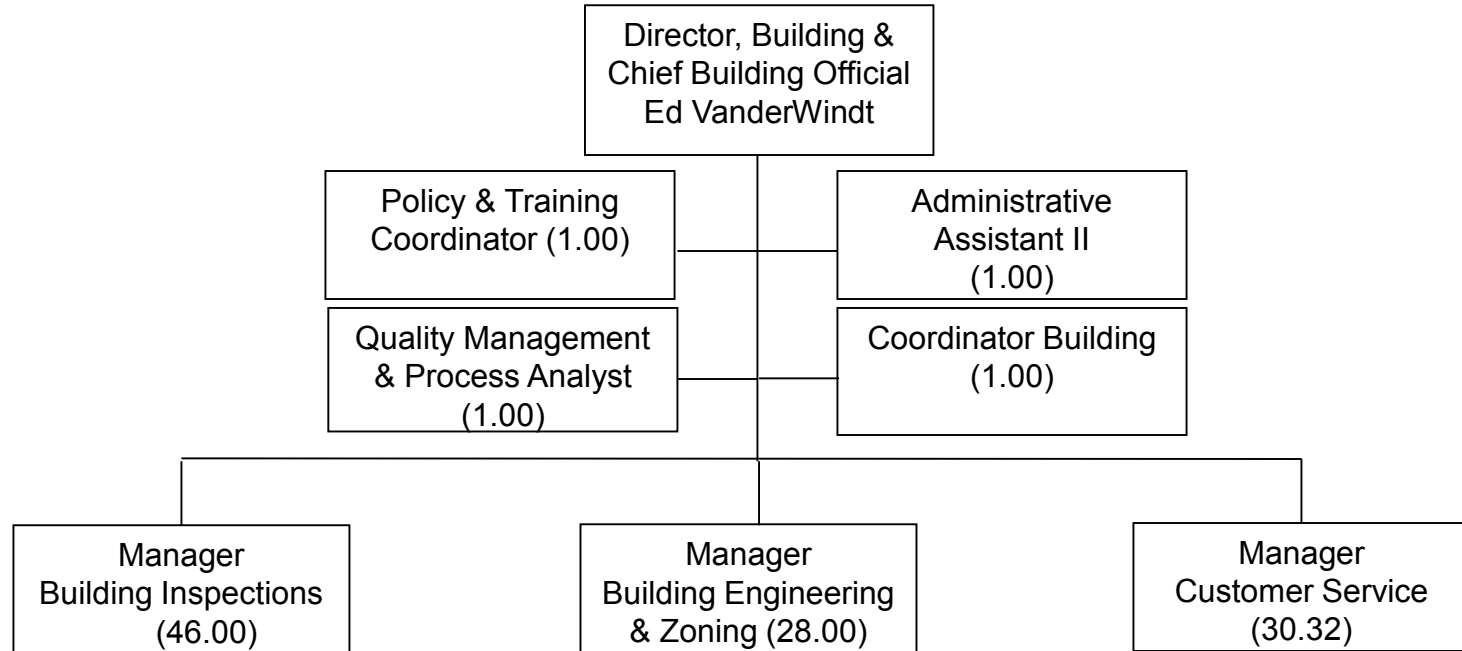 Director, Building &
Chief Building Official
Ed VanderWindt
Policy & Training
Coordinator (1.00)
Administrative
Assistant II
(1.00)
Quality Management
& Process Analyst
(1.00)
Coordinator Building
(1.00)
Manager
Building Inspections
(46.00)
Manager
Building Engineering
& Zoning (28.00)
Manager
Customer Service
(30.32)